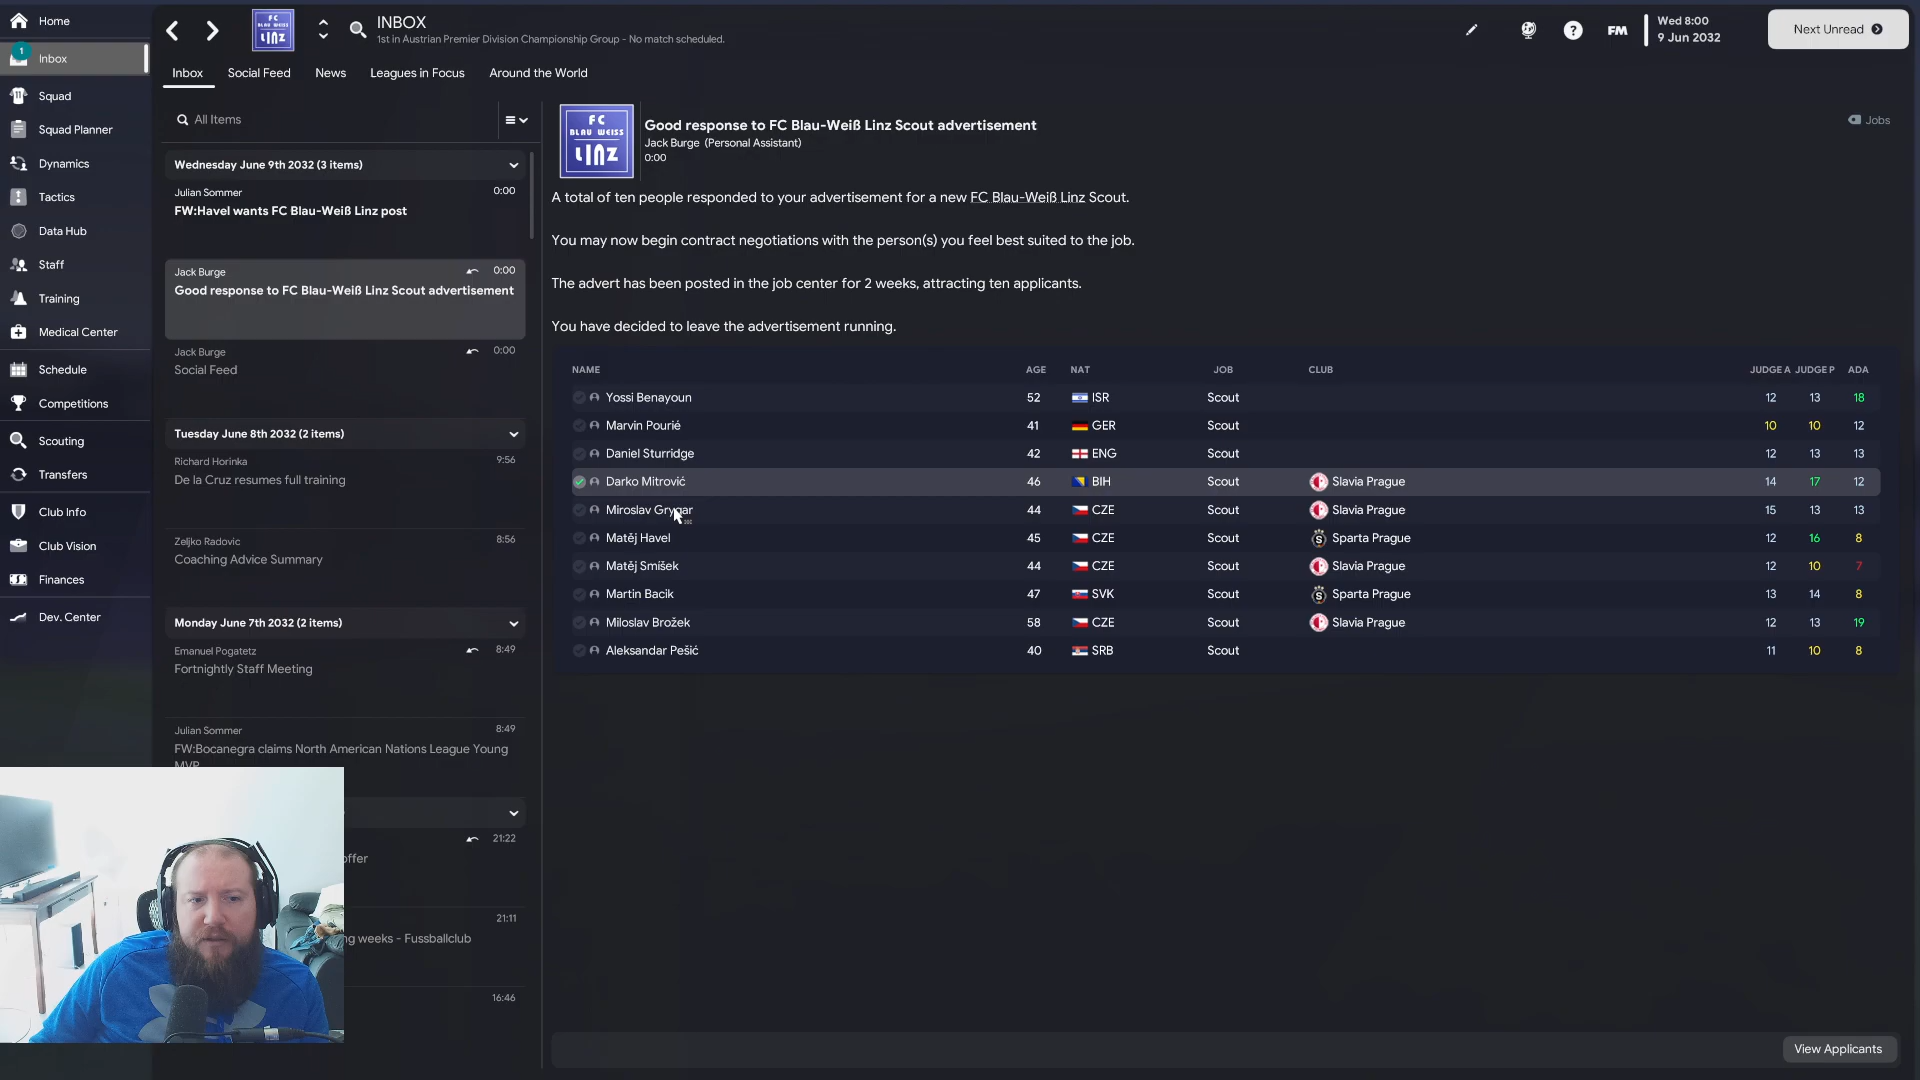 Home
1
Inbox
Squad
Squad Planner
Dynamics
Tactics
Data Hub
Staff
Training
Medical Center
Schedule
Competitions
Scouting
Transfers
Club Info
Club Vision
Finances
Dev. Center
FC
BLAU WEISS
LINZ
INBOX
1st in Austrian Premier Division Championship Group - No match scheduled.
FM
Wed 8:00
9 Jun 2032
Next Unread
Inbox Social Feed News Leagues in Focus Around the World
All Items
Wednesday June 9th 2032 (3 items)
Julian Sommer 0:00
FW:Havel wants FC Blau-Weiß Linz post
Jack Burge 0:00
Good response to FC Blau-Weiß Linz Scout advertisement
Jack Burge 0:00
Social Feed
Tuesday June 8th 2032 (2 items)
Richard Horinka 9:56
De la Cruz resumes full training
Zeljko Radovic 8:56
Coaching Advice Summary
Monday June 7th 2032 (2 items)
Emanuel Pogatetz 8:49
Fortnightly Staff Meeting
Julian Sommer 8:49
FW:Bocanegra claims North American Nations League Young
MVP
21:22
offer
21:11
ng weeks - Fussballclub
16:46
FC
BLAU WEISS
LINZ
Good response to FC Blau-Weiß Linz Scout advertisement
Jack Burge (Personal Assistant)
0:00
Jobs
A total of ten people responded to your advertisement for a new FC Blau-Weiß Linz Scout.
You may now begin contract negotiations with the person(s) you feel best suited to the job.
The advert has been posted in the job center for 2 weeks, attracting ten applicants.
You have decided to leave the advertisement running.
NAME AGE NAT JOB CLUB JUDGE A JUDGE P ADA
Yossi Benayoun 52 ISR Scout 12 13 18
Marvin Pourié 41 GER Scout 10 10 12
Daniel Sturridge 42 ENG Scout 12 13 13
Darko Mitrović 46 BIH Scout Slavia Prague 14 17 12
Miroslav Grygar 44 CZE Scout Slavia Prague 15 13 13
Matěj Havel 45 CZE Scout Sparta Prague 12 16 8
Matěj Smíšek 44 CZE Scout Slavia Prague 12 10 7
Martin Bacik 47 SVK Scout Sparta Prague 13 14 8
Miloslav Brožek 58 CZE Scout Slavia Prague 12 13 19
Aleksandar Pešić 40 SRB Scout 11 10 8
View Applicants